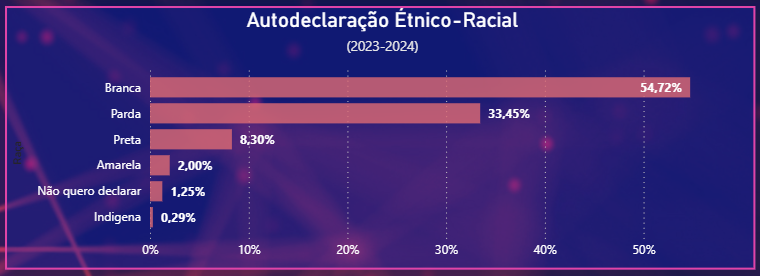 Autodeclaração Étnico-Racial
(2023-2024)
Branca 54,72%
Parda 33,45%
Preta 8,30%
Amarela 2,00%
Não quero declarar 1,25%
Indigena 0,29%
0% 10% 20% 30% 40% 50%